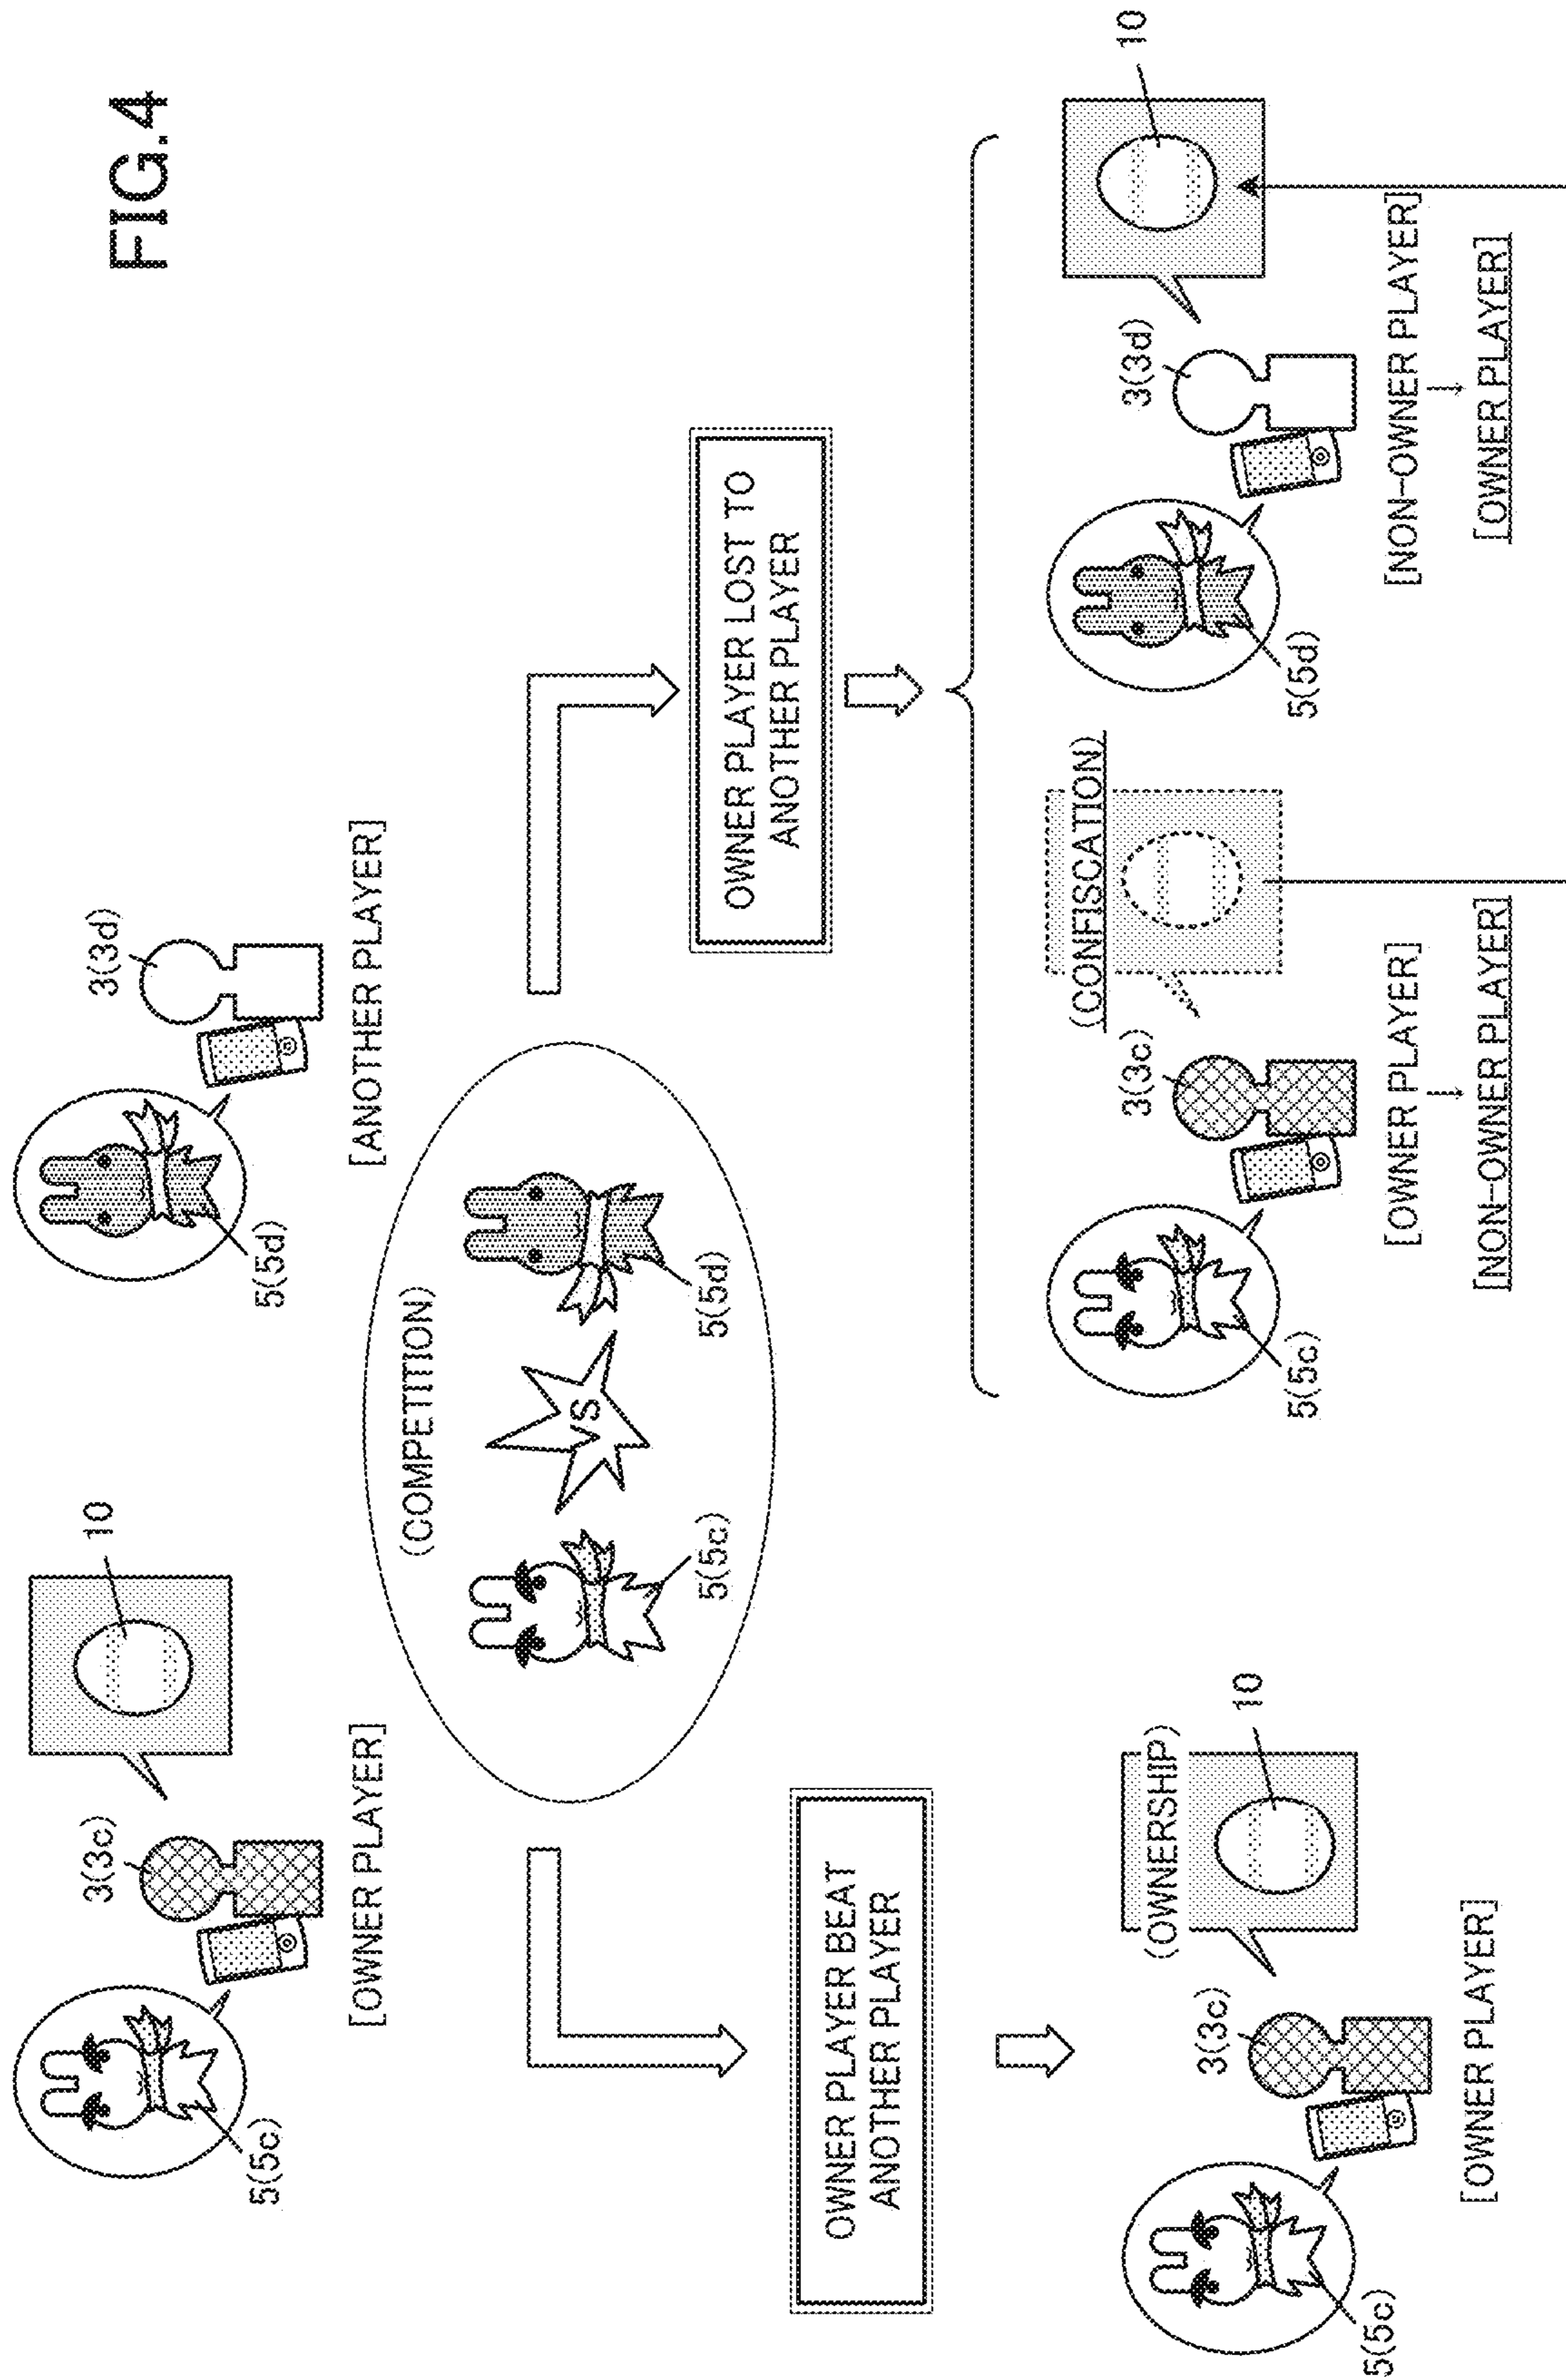 FIG.4
10
3(3c)
5(5c)
[OWNER PLAYER]
3(3d)
5(5d)
[ANOTHER PLAYER]
(COMPETITION)
VS
5(5c)
5(5d)
OWNER PLAYER BEAT
ANOTHER PLAYER
OWNER PLAYER LOST TO
ANOTHER PLAYER
(OWNERSHIP)
10
3(3c)
5(5c)
[OWNER PLAYER]
(CONFISCATION)
3(3c)
5(5c)
[OWNER PLAYER]
→
[NON-OWNER PLAYER]
10
3(3d)
5(5d)
[NON-OWNER PLAYER]
→
[OWNER PLAYER]